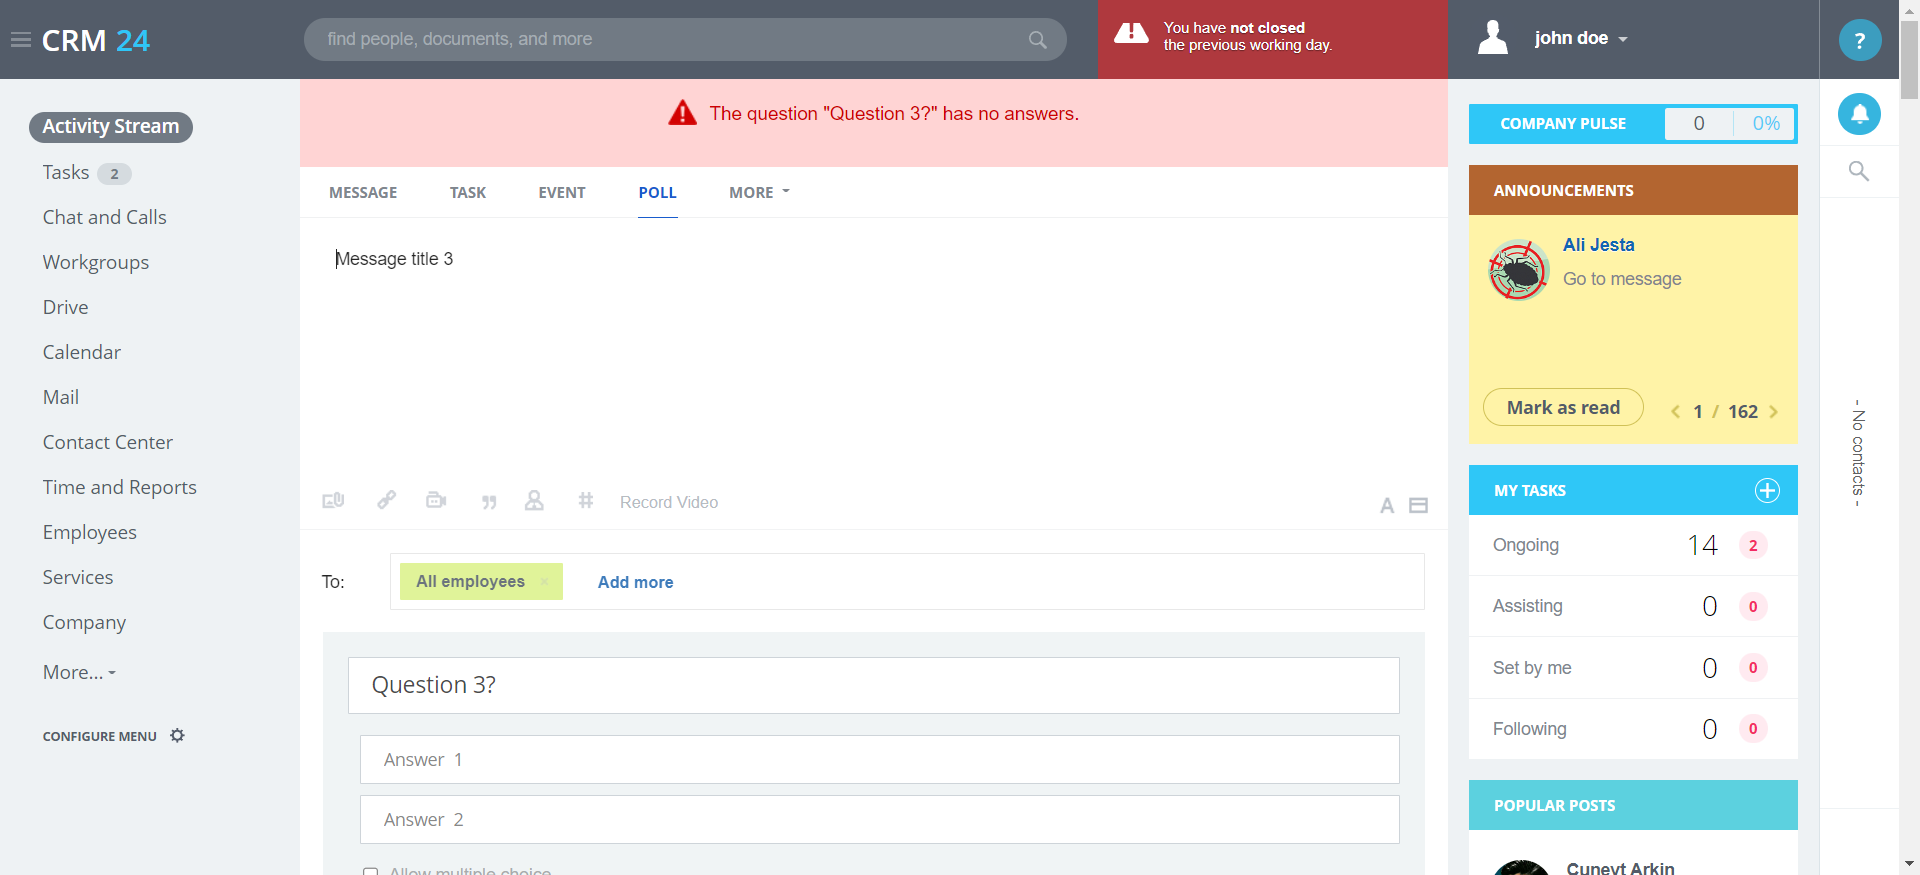 CRM 24
find people, documents, and more
You have not closed
the previous working day.
john doe
?
Activity Stream
Tasks 2
Chat and Calls
Workgroups
Drive
Calendar
Mail
Contact Center
Time and Reports
Employees
Services
Company
More...
CONFIGURE MENU
The question "Question 3?" has no answers.
MESSAGE TASK EVENT POLL MORE
Message title 3
Record Video
A
To: All employees × Add more
Question 3?
Answer 1
Answer 2
Allow multiple choice
COMPANY PULSE 0 0%
ANNOUNCEMENTS
Ali Jesta
Go to message
Mark as read 1 / 162
MY TASKS
Ongoing 14 2
Assisting 0 0
Set by me 0 0
Following 0 0
POPULAR POSTS
Cuneyt Arkin
- No contacts -